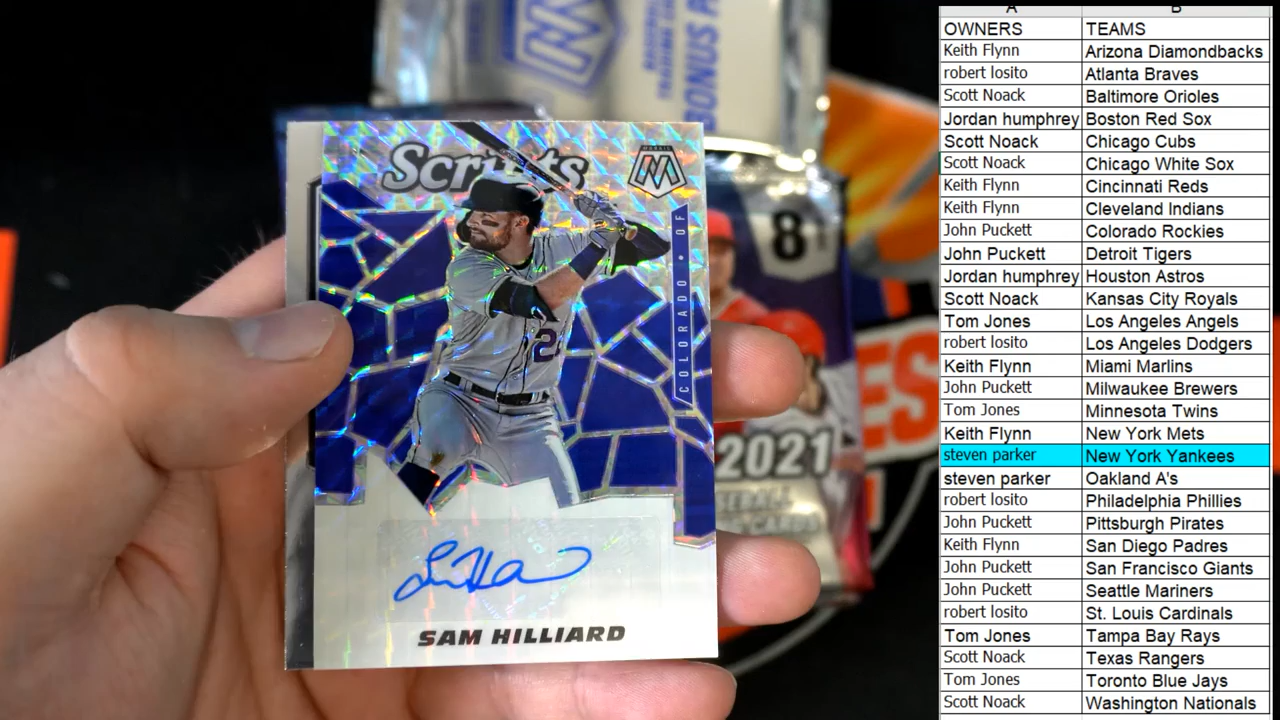 Scripts
MOSAIC
COLORADO • OF
SAM HILLIARD
8
2021
A B
OWNERS TEAMS
Keith Flynn Arizona Diamondbacks
robert losito Atlanta Braves
Scott Noack Baltimore Orioles
Jordan humphrey Boston Red Sox
Scott Noack Chicago Cubs
Scott Noack Chicago White Sox
Keith Flynn Cincinnati Reds
Keith Flynn Cleveland Indians
John Puckett Colorado Rockies
John Puckett Detroit Tigers
Jordan humphrey Houston Astros
Scott Noack Kansas City Royals
Tom Jones Los Angeles Angels
robert losito Los Angeles Dodgers
Keith Flynn Miami Marlins
John Puckett Milwaukee Brewers
Tom Jones Minnesota Twins
Keith Flynn New York Mets
steven parker New York Yankees
steven parker Oakland A's
robert losito Philadelphia Phillies
John Puckett Pittsburgh Pirates
Keith Flynn San Diego Padres
John Puckett San Francisco Giants
John Puckett Seattle Mariners
robert losito St. Louis Cardinals
Tom Jones Tampa Bay Rays
Scott Noack Texas Rangers
Tom Jones Toronto Blue Jays
Scott Noack Washington Nationals